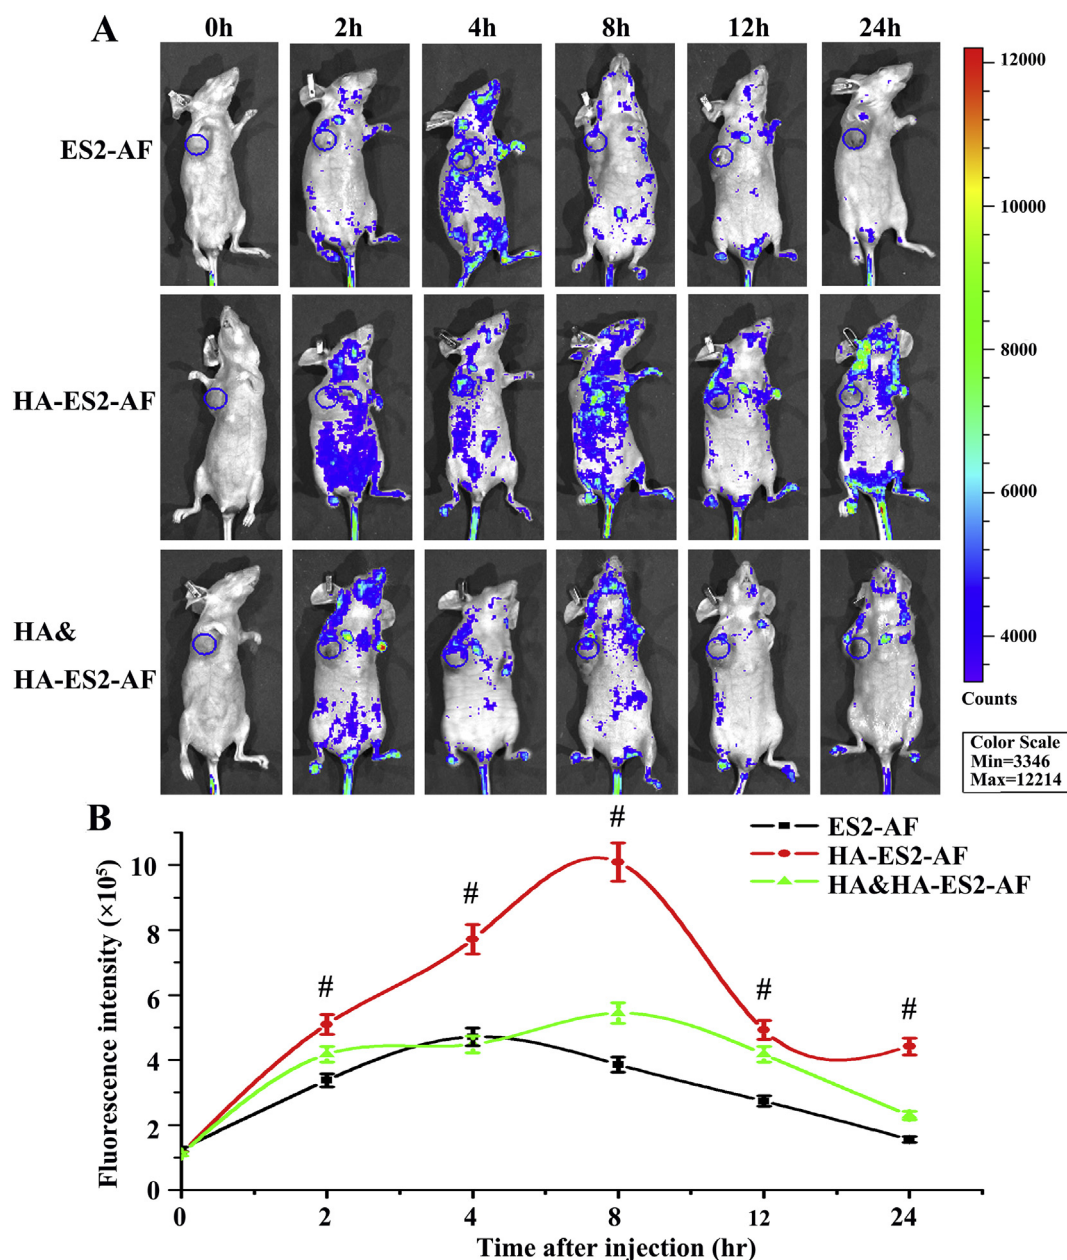 A
0h 2h 4h 8h 12h 24h
ES2-AF
HA-ES2-AF
HA&
HA-ES2-AF
12000
10000
8000
6000
4000
Counts
Color Scale
Min=3346
Max=12214
B
# # # # #
ES2-AF
HA-ES2-AF
HA&HA-ES2-AF
Fluorescence intensity (×10⁵)
10
8
6
4
2
0
0 2 4 8 12 24
Time after injection (hr)